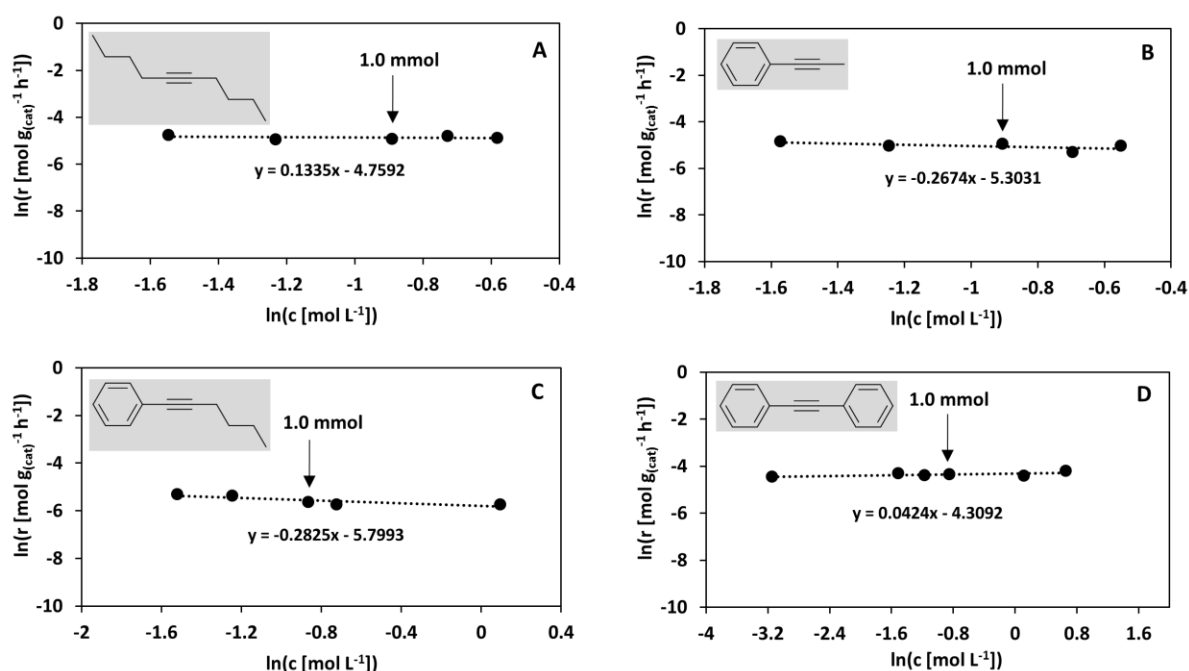 A
1.0 mmol
y = 0.1335x - 4.7592
0
-2
-4
-6
-8
-10
-1.8 -1.6 -1.4 -1.2 -1 -0.8 -0.6 -0.4
ln(r [mol g(cat)⁻¹ h⁻¹])
ln(c [mol L⁻¹])
B
1.0 mmol
y = -0.2674x - 5.3031
0
-2
-4
-6
-8
-10
-1.8 -1.6 -1.4 -1.2 -1 -0.8 -0.6 -0.4
ln(r [mol g(cat)⁻¹ h⁻¹])
ln(c [mol L⁻¹])
C
1.0 mmol
y = -0.2825x - 5.7993
0
-2
-4
-6
-8
-10
-2 -1.6 -1.2 -0.8 -0.4 0 0.4
ln(r [mol g(cat)⁻¹ h⁻¹])
ln(c [mol L⁻¹])
D
1.0 mmol
y = 0.0424x - 4.3092
0
-2
-4
-6
-8
-10
-4 -3.2 -2.4 -1.6 -0.8 0 0.8 1.6
ln(r [mol g(cat)⁻¹ h⁻¹])
ln(c [mol L⁻¹])